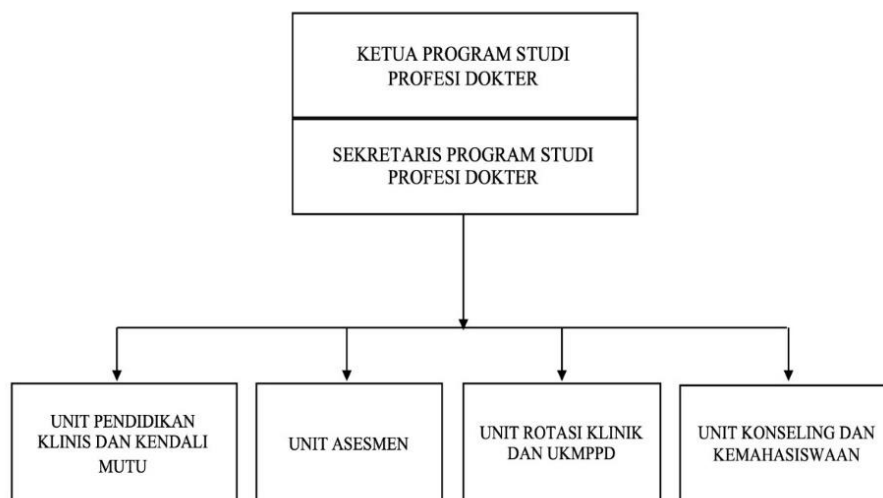 KETUA PROGRAM STUDI
PROFESI DOKTER
SEKRETARIS PROGRAM STUDI
PROFESI DOKTER
UNIT PENDIDIKAN
KLINIS DAN KENDALI
MUTU
UNIT ASESMEN
UNIT ROTASI KLINIK
DAN UKMPPD
UNIT KONSELING DAN
KEMAHASISWAAN